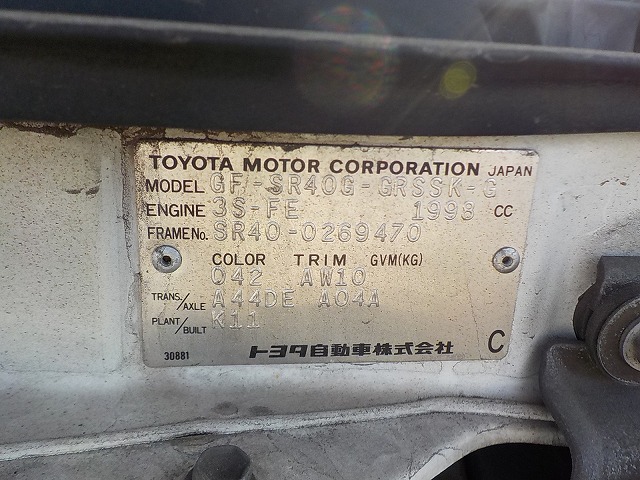 TOYOTA MOTOR CORPORATION JAPAN
MODEL GF-SR40G-GRSSK-G
ENGINE 3S-FE 1998 CC
FRAME No. SR40-0269470
COLOR TRIM GVM(KG)
042 AW10
TRANS./AXLE A44DE A04A
PLANT/BUILT K11
30881 トヨタ自動車株式会社 C